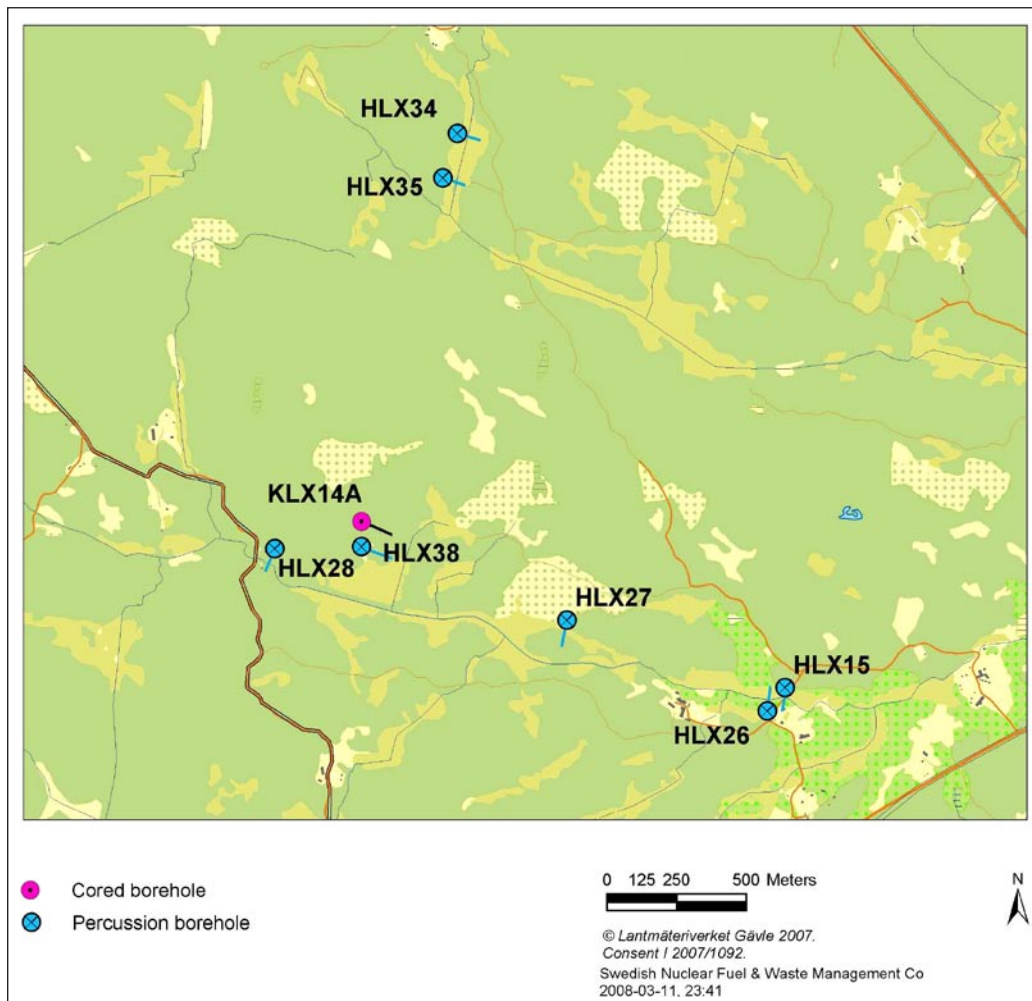 HLX34
HLX35
KLX14A
HLX38
HLX28
HLX27
HLX15
HLX26
Cored borehole
Percussion borehole
0 125 250 500 Meters
N
© Lantmäteriverket Gävle 2007.
Consent I 2007/1092.
Swedish Nuclear Fuel & Waste Management Co
2008-03-11, 23:41